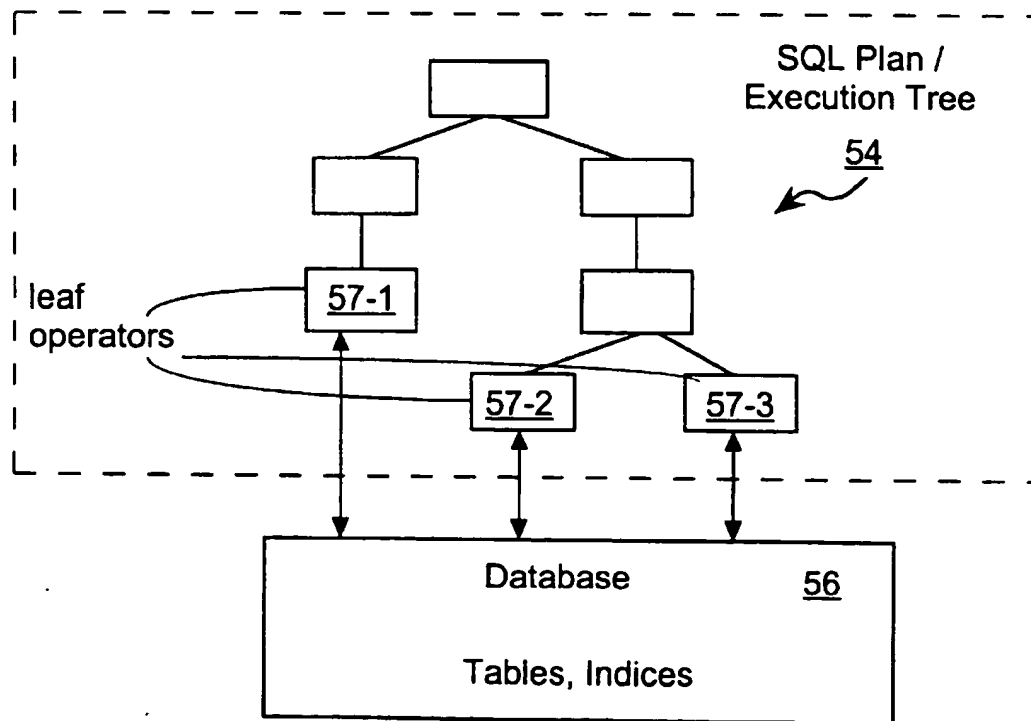 SQL Plan /
Execution Tree
54
leaf
operators
57-1
57-2
57-3
Database
56
Tables, Indices